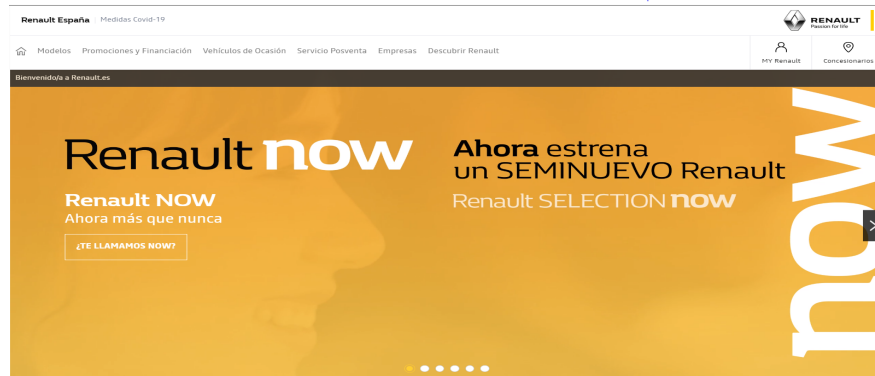 Renault España Medidas Covid-19
RENAULT
Passion for life
Modelos Promociones y Financiación Vehículos de Ocasión Servicio Posventa Empresas Descubrir Renault
MY Renault Concesionarios
Bienvenido/a a Renault.es
Renault now
Renault NOW
Ahora más que nunca
¿TE LLAMAMOS NOW?
Ahora estrena
un SEMINUEVO Renault
Renault SELECTION now
now